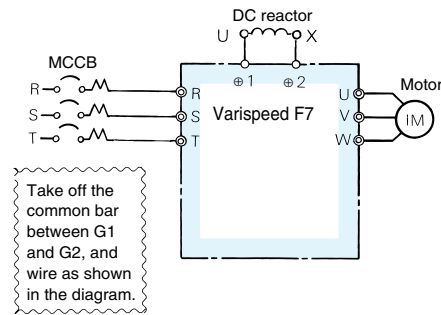 DC reactor
U X
MCCB
⊕1 ⊕2
R R U Motor
S S Varispeed F7 V IM
T T W
Take off the
common bar
between G1
and G2, and
wire as shown
in the diagram.